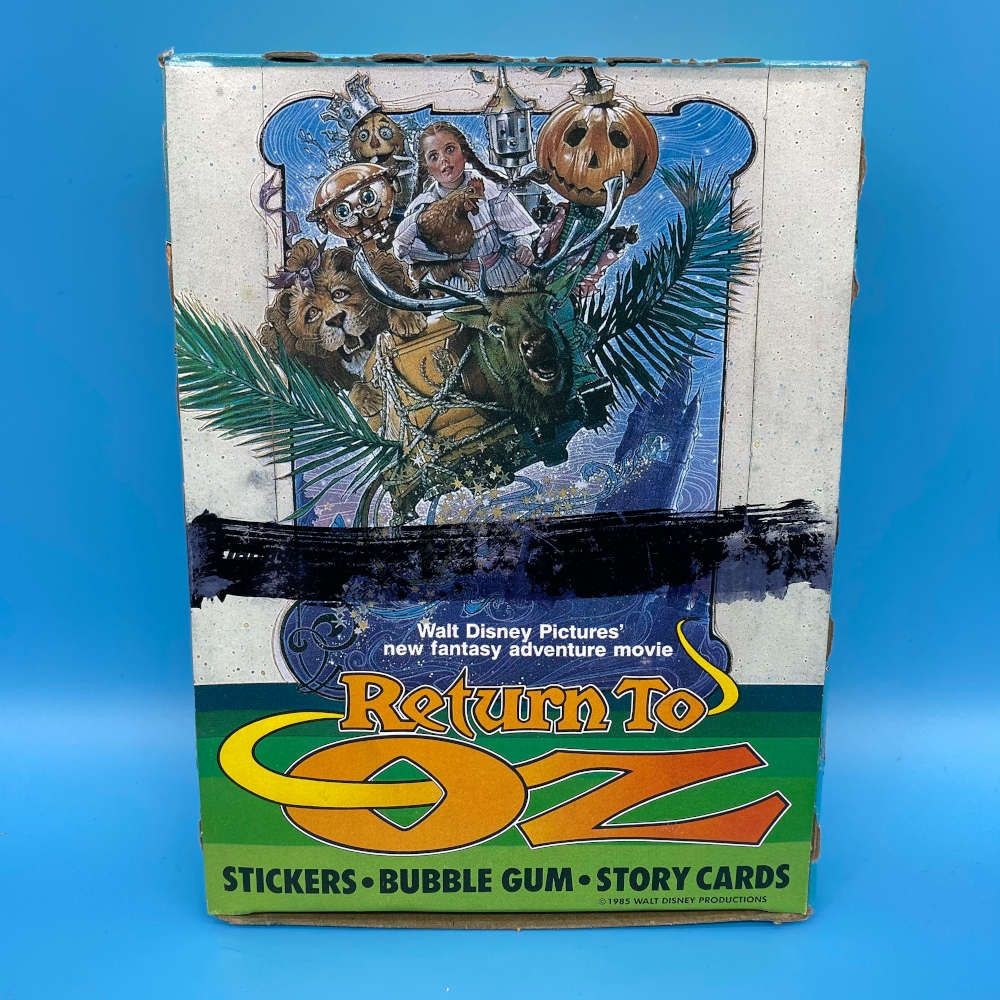 Walt Disney Pictures'
new fantasy adventure movie
Return To
OZ
STICKERS • BUBBLE GUM • STORY CARDS
© 1985 WALT DISNEY PRODUCTIONS